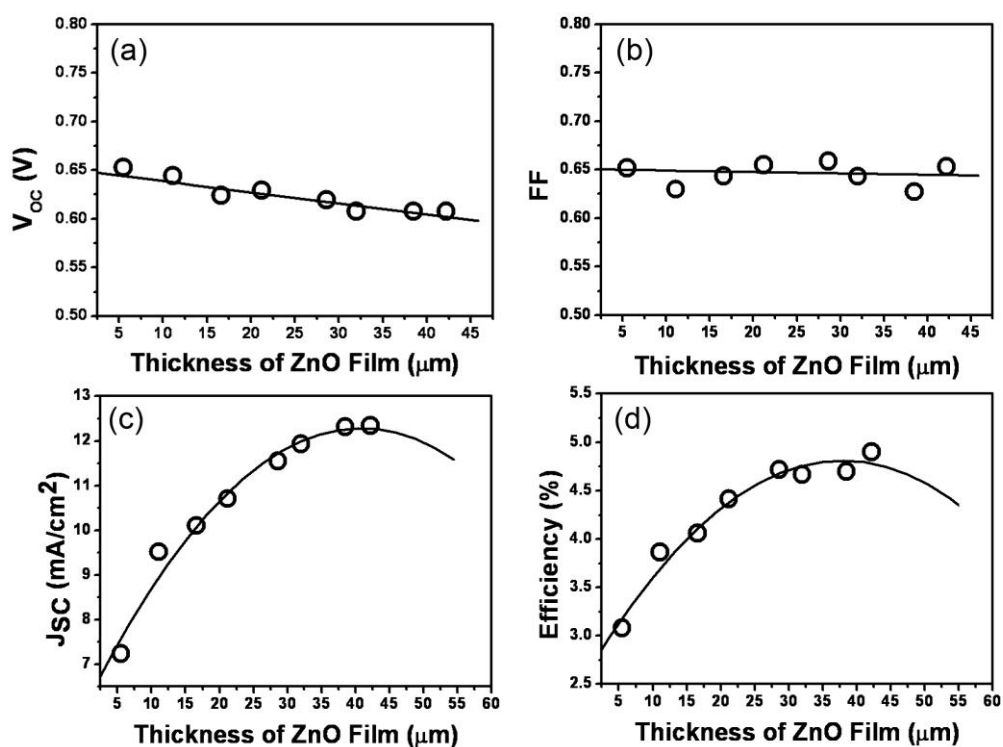 (a)
0.80
0.75
0.70
0.65
0.60
0.55
0.50
V_OC (V)
5 10 15 20 25 30 35 40 45
Thickness of ZnO Film (μm)
(b)
0.80
0.75
0.70
0.65
0.60
0.55
0.50
FF
5 10 15 20 25 30 35 40 45
Thickness of ZnO Film (μm)
(c)
13
12
11
10
9
8
7
JSC (mA/cm²)
5 10 15 20 25 30 35 40 45 50 55 60
Thickness of ZnO Film (μm)
(d)
5.5
5.0
4.5
4.0
3.5
3.0
2.5
Efficiency (%)
5 10 15 20 25 30 35 40 45 50 55 60
Thickness of ZnO Film (μm)